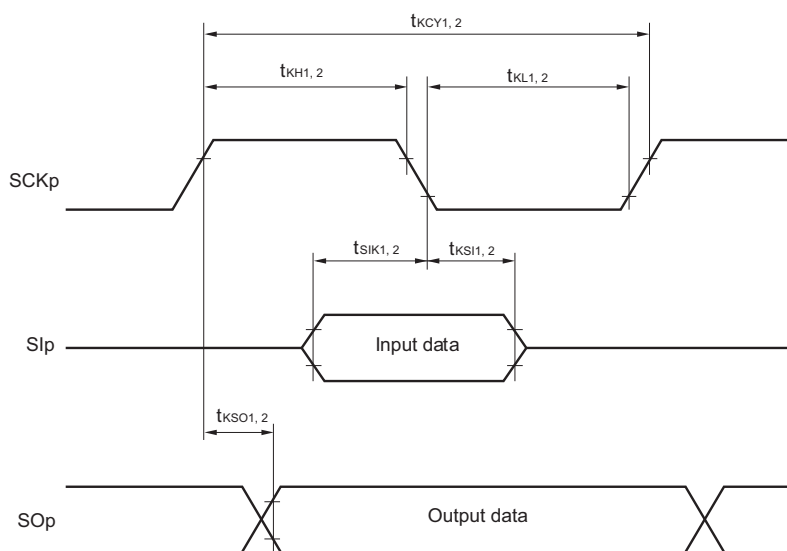 tKCY1, 2
tKH1, 2
tKL1, 2
SCKp
tSIK1, 2
tKSI1, 2
SIp
Input data
tKSO1, 2
SOp
Output data